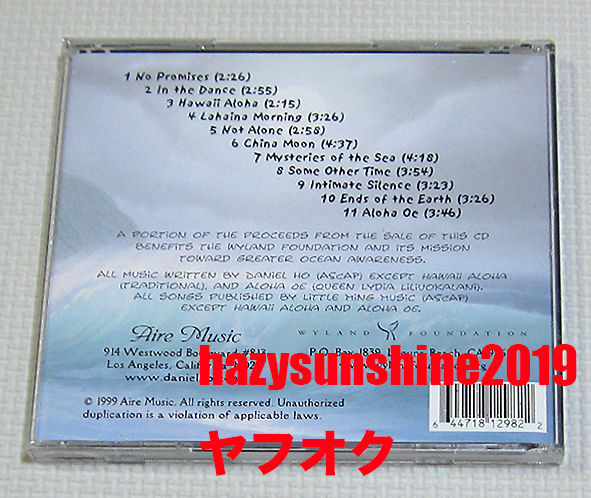 1 No Promises (2:26)
2 In the Dance (2:55)
3 Hawaii Aloha (2:15)
4 Lahaina Morning (3:26)
5 Not Alone (2:58)
6 China Moon (4:37)
7 Mysteries of the Sea (4:18)
8 Some Other Time (3:54)
9 Intimate Silence (3:23)
10 Ends of the Earth (3:26)
11 Aloha Oe (3:46)
A PORTION OF THE PROCEEDS FROM THE SALE OF THIS CD
BENEFITS THE WYLAND FOUNDATION AND ITS MISSION
TOWARD GREATER OCEAN AWARENESS.
ALL MUSIC WRITTEN BY DANIEL HO (ASCAP) EXCEPT HAWAII ALOHA
(TRADITIONAL), AND ALOHA OE (QUEEN LYDIA LILIUOKALANI).
ALL SONGS PUBLISHED BY LITTLE MING MUSIC (ASCAP)
EXCEPT HAWAII ALOHA AND ALOHA OE.
Aire Music
WYLAND FOUNDATION
914 Westwood #813
P.O. Box 1839, Beach, CA
Los Angeles,
hazysunshine2019
© 1999 Aire Music. All rights reserved. Unauthorized
duplication is a violation of applicable laws.
6 44718 12982 2
ヤフオク